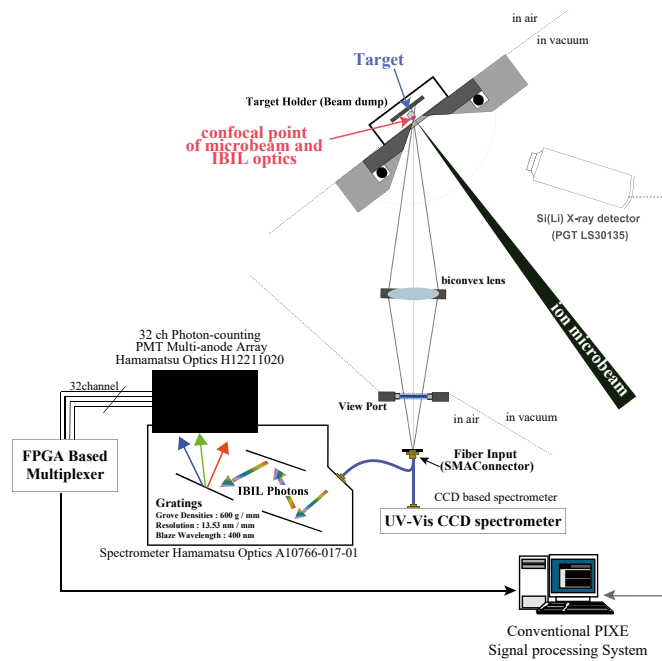 in air
in vacuum
Target
Target Holder (Beam dump)
confocal point
of microbeam and
IBIL optics
Si(Li) X-ray detector
(PGT LS30135)
biconvex lens
ion microbeam
32 ch Photon-counting
PMT Multi-anode Array
Hamamatsu Optics H12211020
32channel
View Port
in air
in vacuum
FPGA Based
Multiplexer
Fiber Input
(SMAConnector)
IBIL Photons
CCD based spectrometer
Gratings
Grove Densities : 600 g / mm
Resolution : 13.53 nm / mm
Blaze Wavelength : 400 nm
UV-Vis CCD spectrometer
Spectrometer Hamamatsu Optics A10766-017-01
Conventional PIXE
Signal processing System